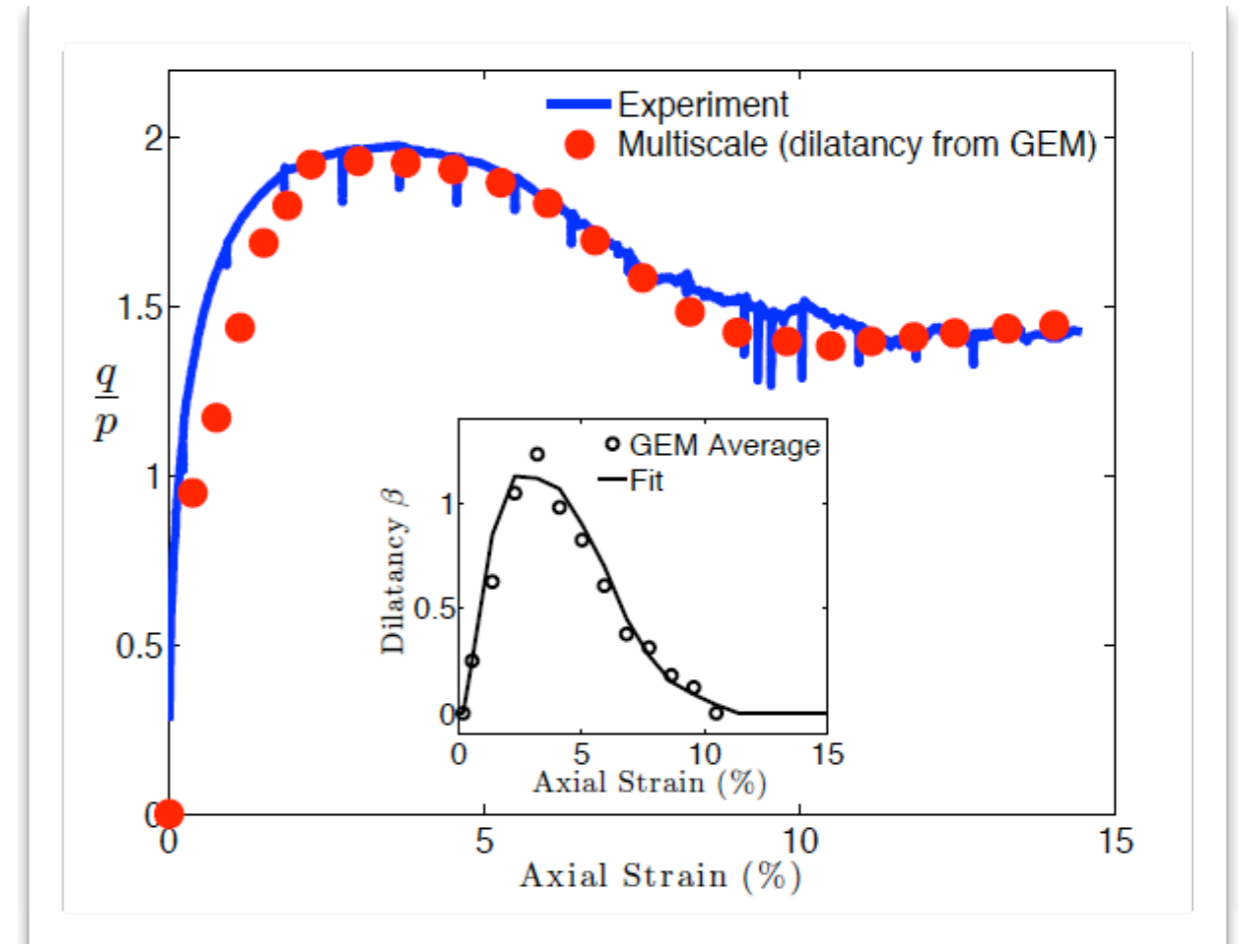 Experiment
Multiscale (dilatancy from GEM)
2
1.5
q
p
1
0.5
0
0 5 10 15
Axial Strain (%)
GEM Average
Fit
Dilatancy β
1
0.5
0
0 5 10 15
Axial Strain (%)